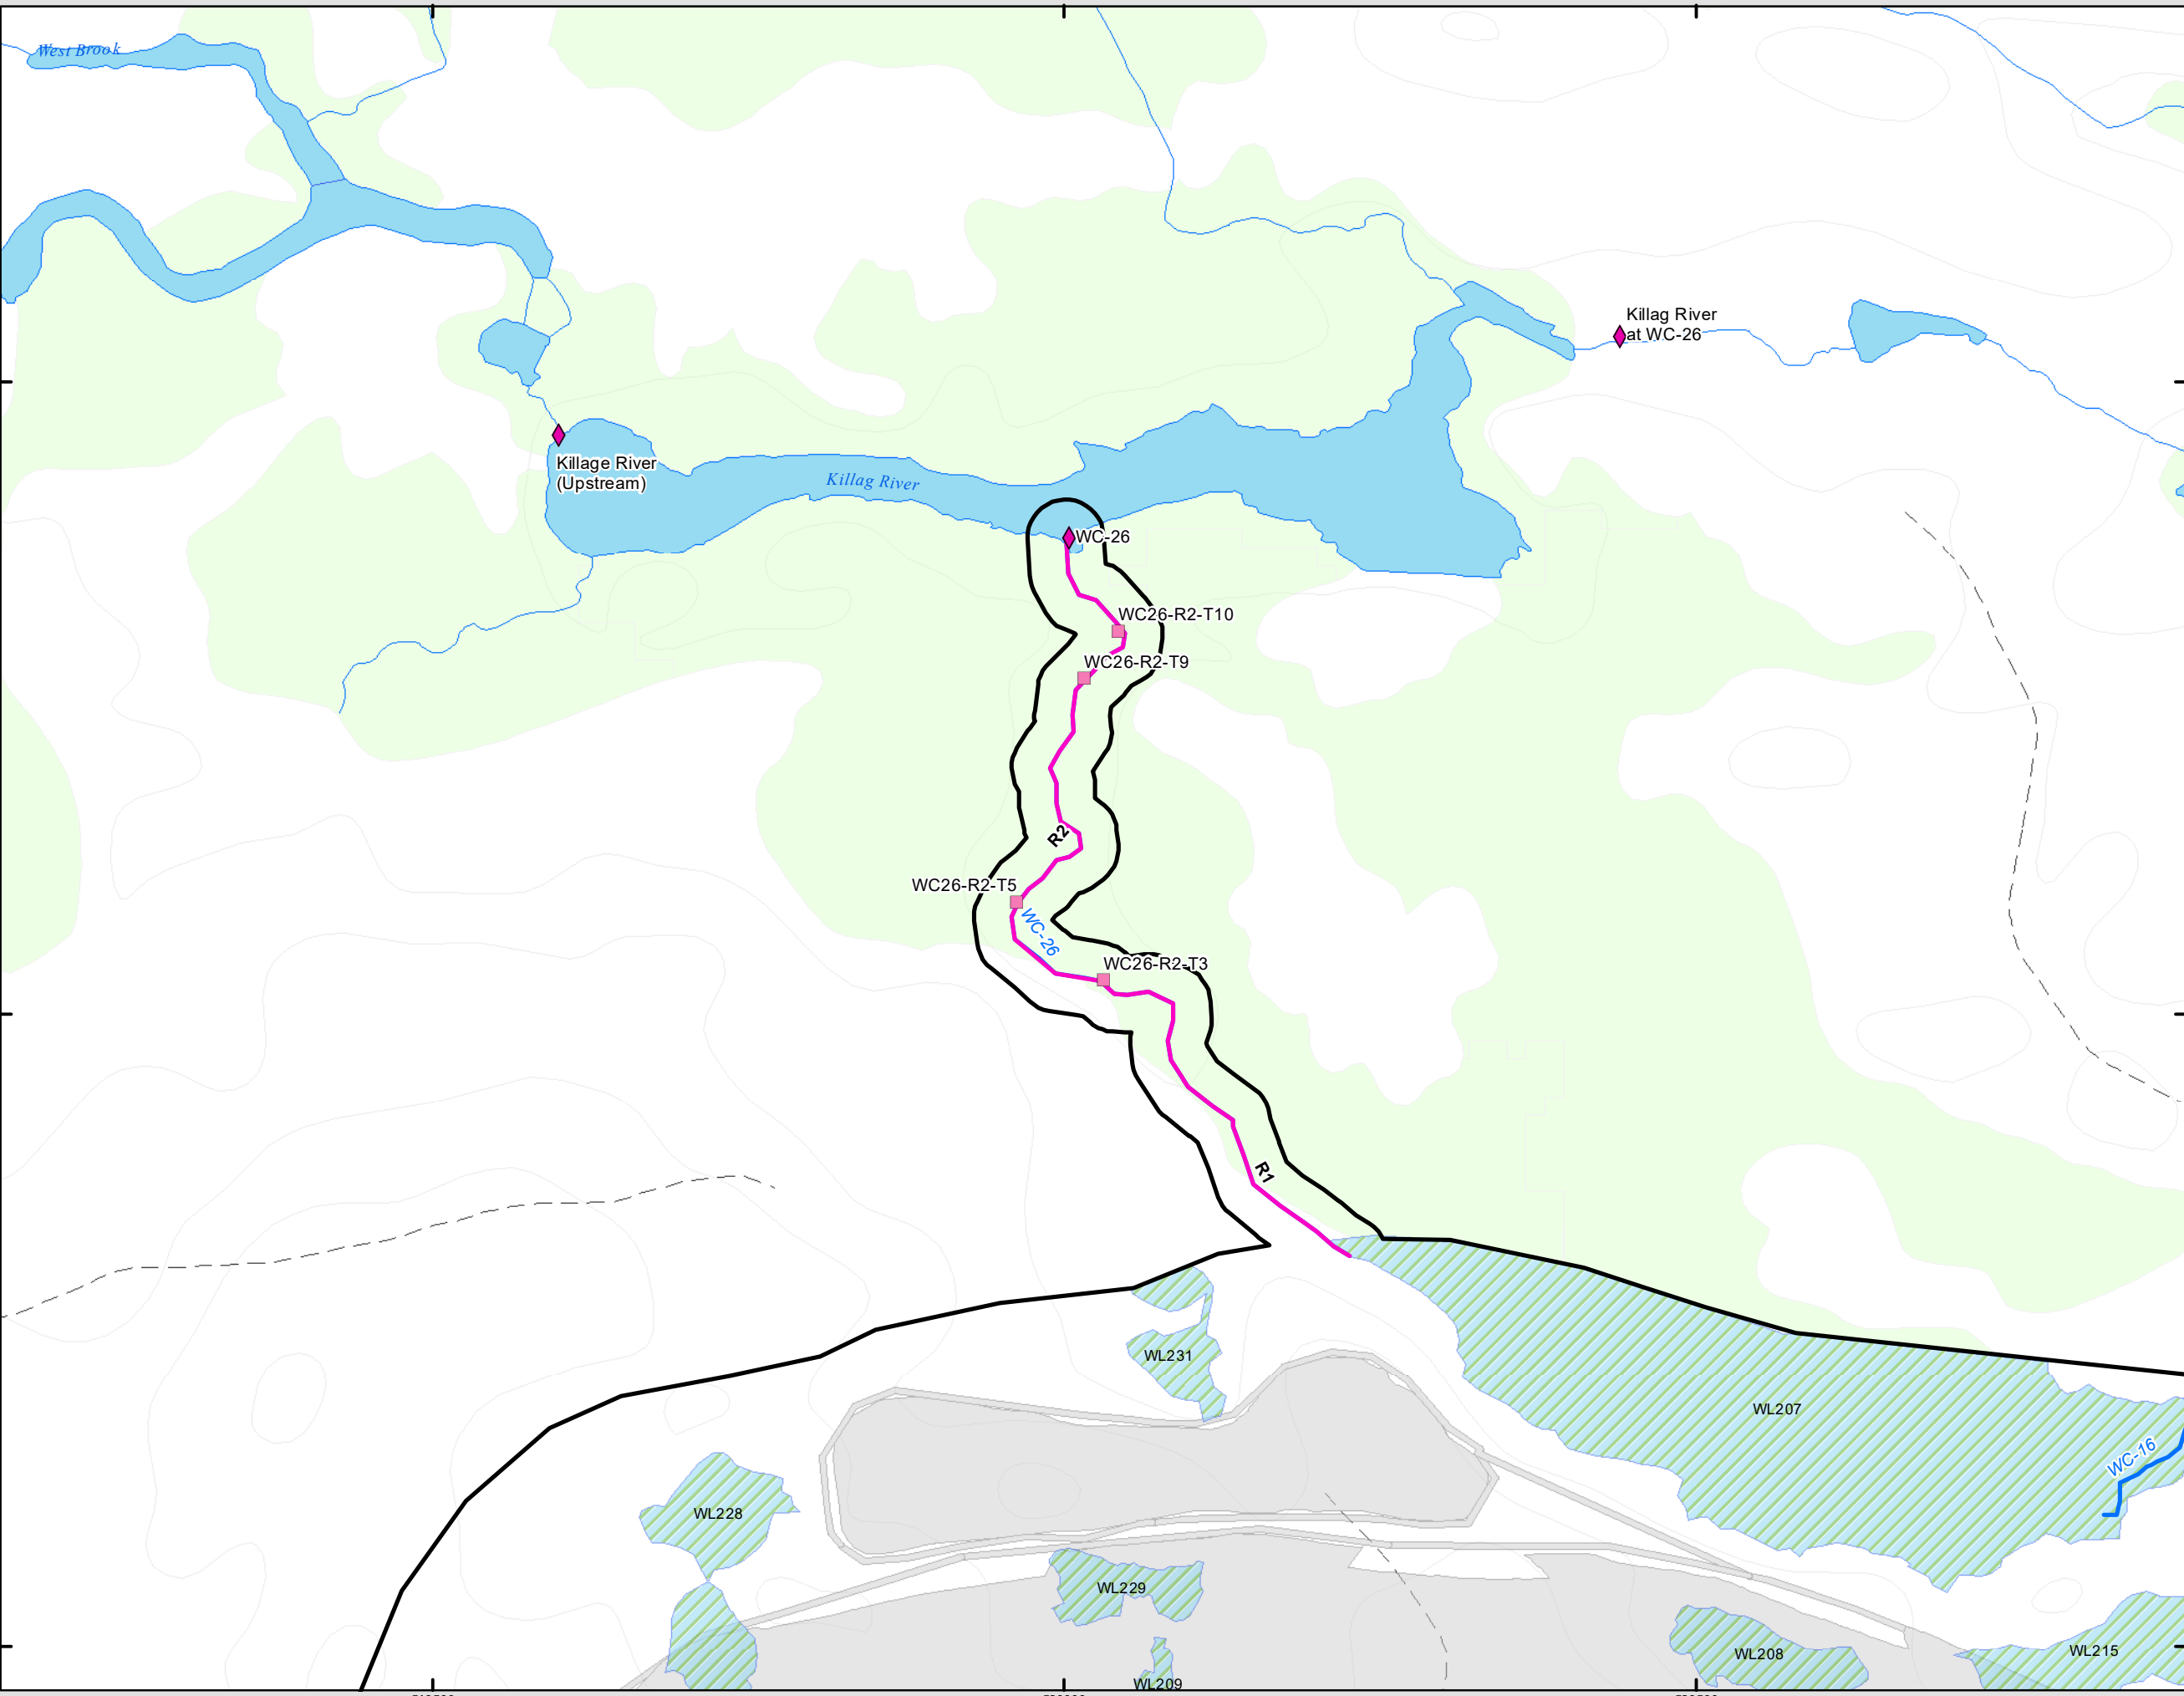 West Brook
Killag River
at WC-26
Killage River
(Upstream)
Killag River
WC-26
WC26-R2-T10
WC26-R2-T9
R2
WC26-R2-T5
WC-26
WC26-R2-T3
R1
WL231
WL207
WC-16
WL228
WL229
WL208
WL215
WL209